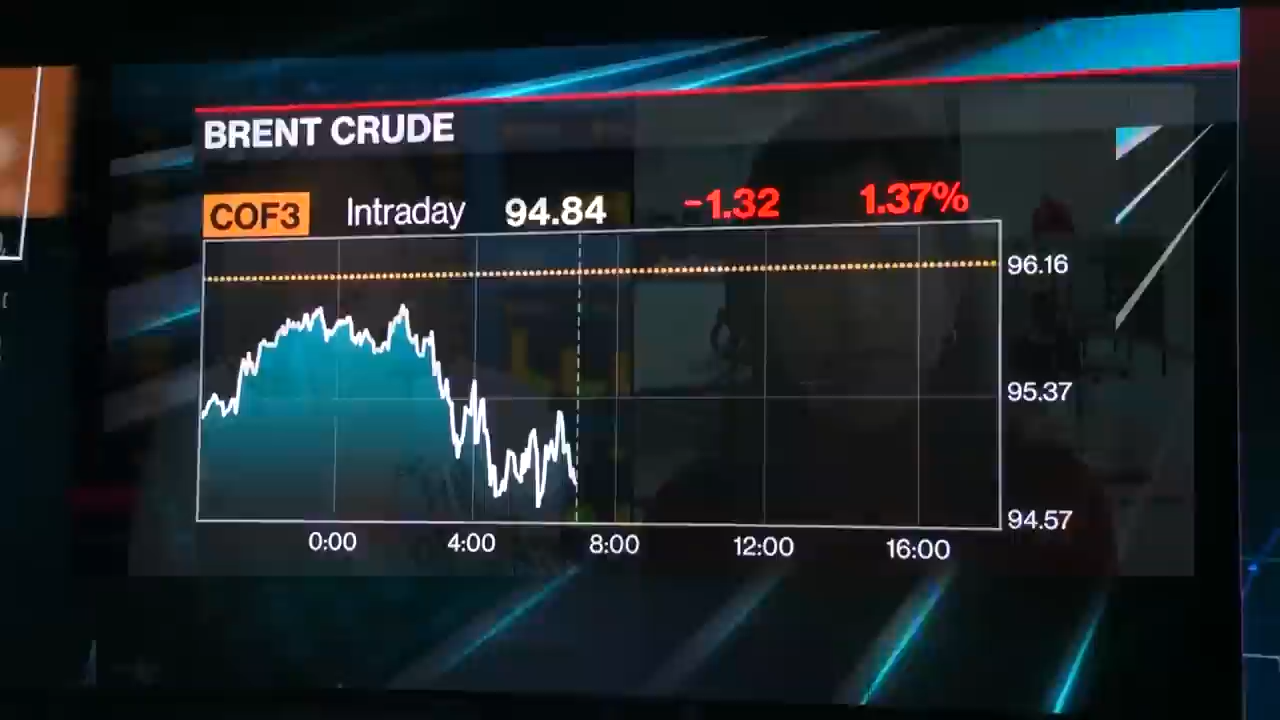 BRENT CRUDE
COF3 Intraday 94.84 -1.32 1.37%
96.16
95.37
94.57
0:00 4:00 8:00 12:00 16:00